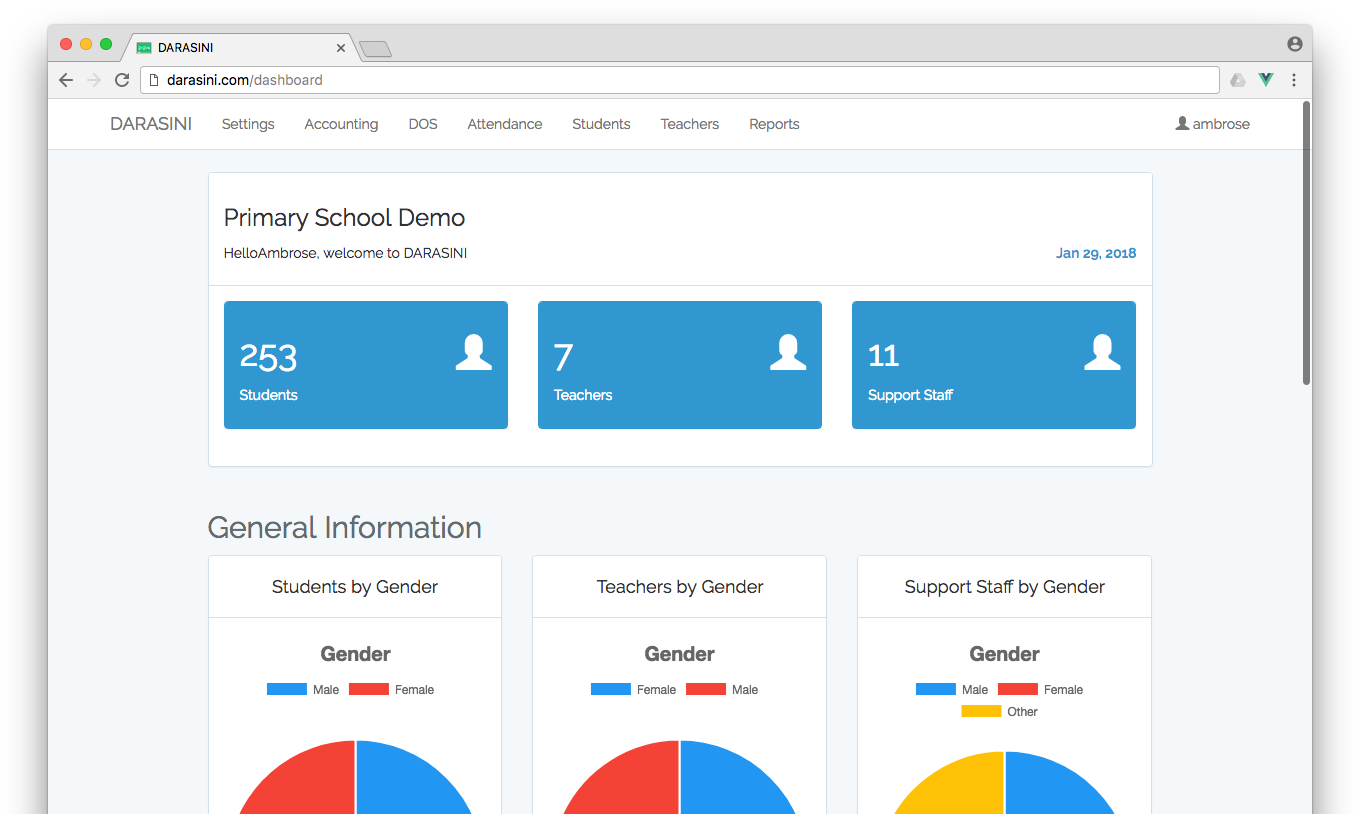 DARASINI
darasini.com/dashboard
DARASINI Settings Accounting DOS Attendance Students Teachers Reports ambrose
Primary School Demo
HelloAmbrose, welcome to DARASINI Jan 29, 2018
253 7 11
Students Teachers Support Staff
General Information
Students by Gender Teachers by Gender Support Staff by Gender
Gender Gender Gender
Male Female Female Male Male Female
Other